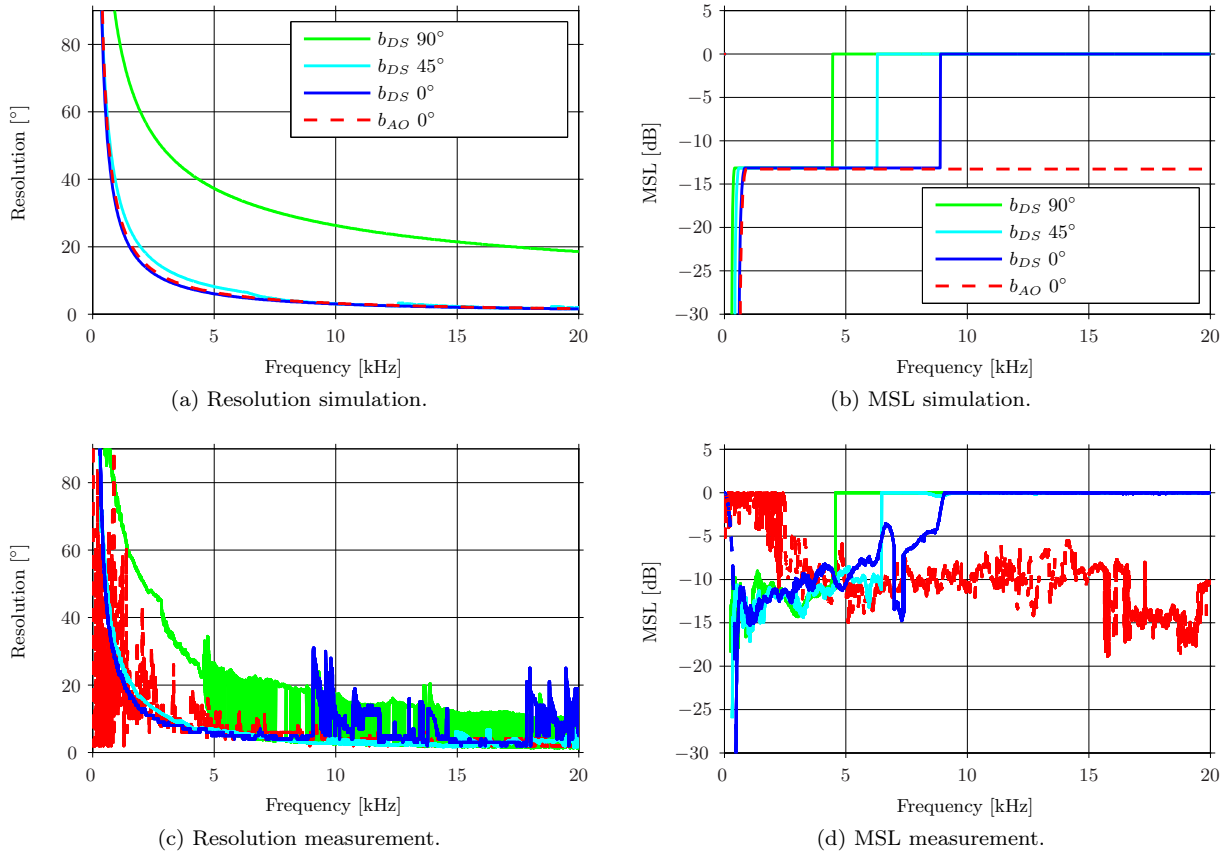 80
60
40
20
0
0
5
10
15
20
Resolution [°]
Frequency [kHz]
b_DS 90°
b_DS 45°
b_DS 0°
b_AO 0°
(a) Resolution simulation.
5
0
−5
−10
−15
−20
−25
−30
0
5
10
15
20
MSL [dB]
Frequency [kHz]
b_DS 90°
b_DS 45°
b_DS 0°
b_AO 0°
(b) MSL simulation.
80
60
40
20
0
0
5
10
15
20
Resolution [°]
Frequency [kHz]
(c) Resolution measurement.
5
0
−5
−10
−15
−20
−25
−30
0
5
10
15
20
MSL [dB]
Frequency [kHz]
(d) MSL measurement.